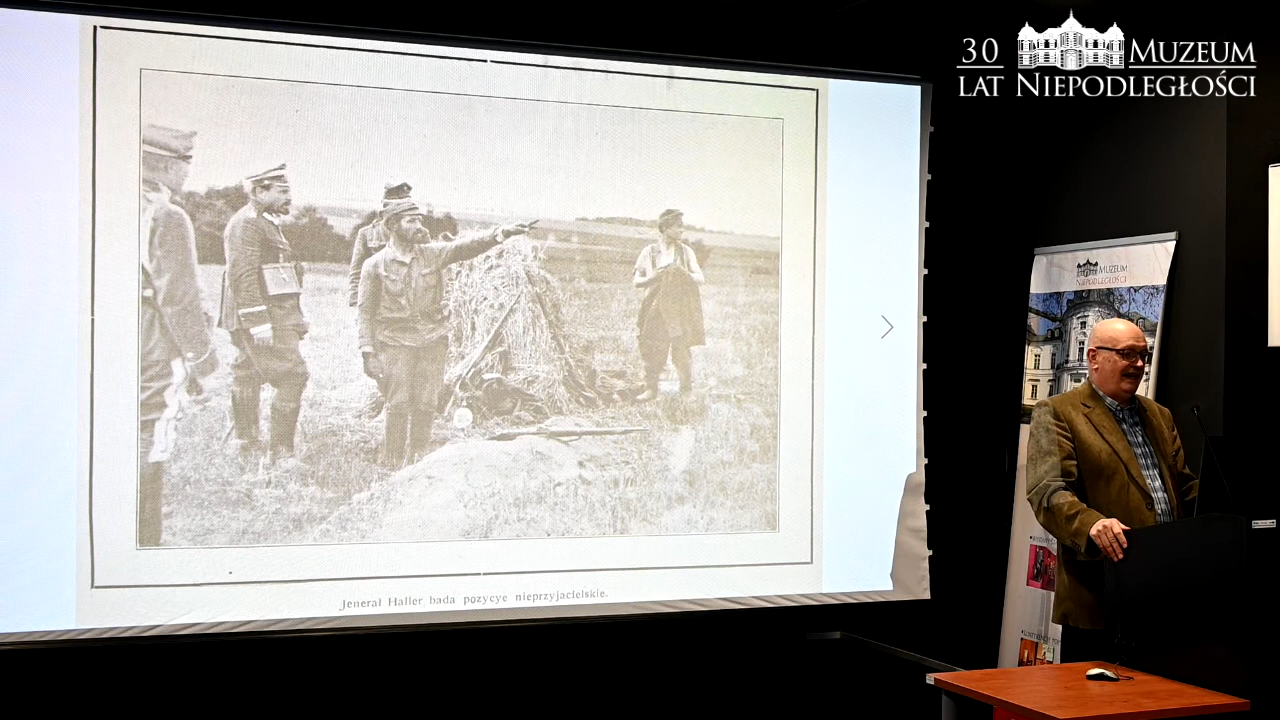 30 MUZEUM
LAT NIEPODLEGŁOŚCI
MUZEUM
NIEPODLEGŁOŚCI
Jenerał Haller bada pozycye nieprzyjacielskie.